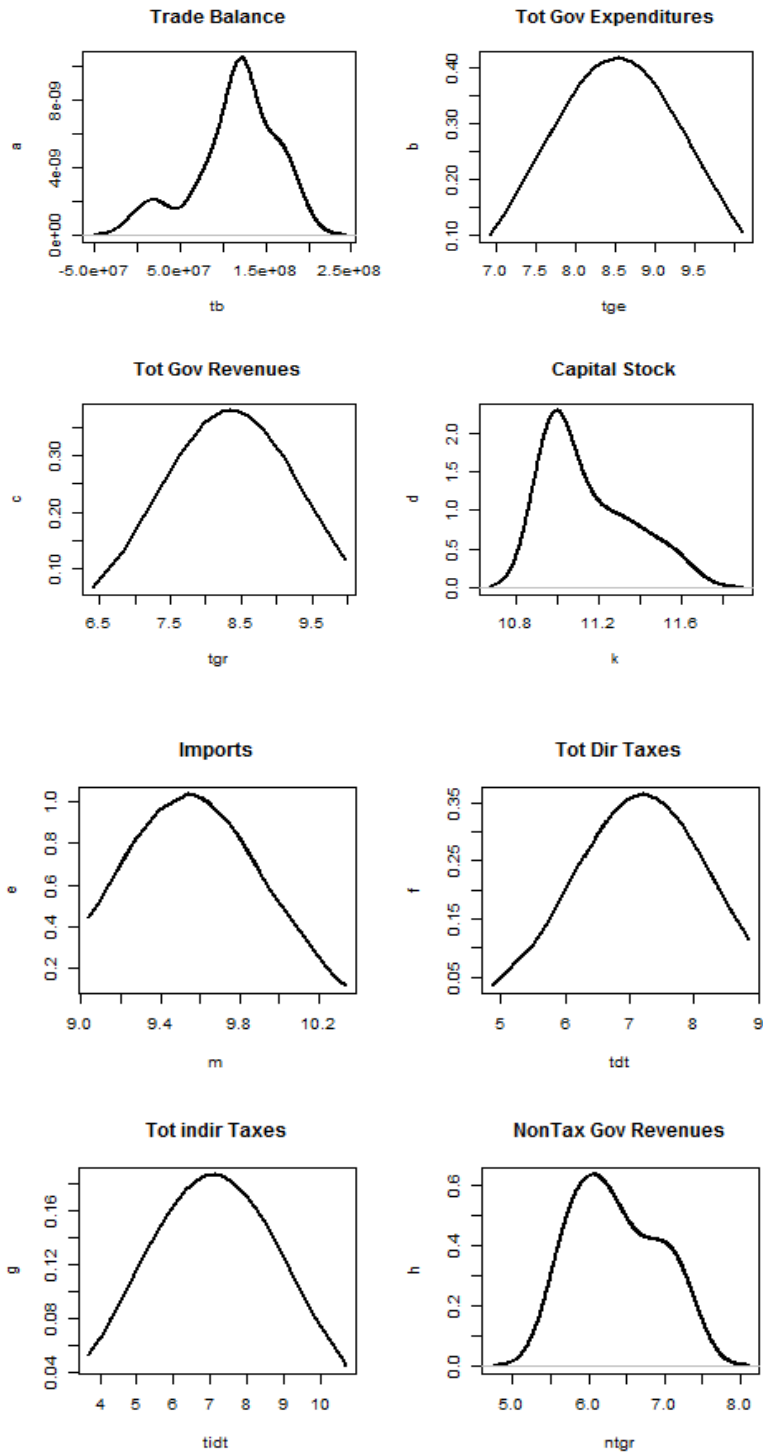 Trade Balance
a
0e+00 4e-09 8e-09
-5.0e+07 5.0e+07 1.5e+08 2.5e+08
tb
Tot Gov Expenditures
b
0.10 0.20 0.30 0.40
7.0 7.5 8.0 8.5 9.0 9.5
tge
Tot Gov Revenues
c
0.10 0.20 0.30
6.5 7.5 8.5 9.5
tgr
Capital Stock
d
0.0 0.5 1.0 1.5 2.0
10.8 11.2 11.6
k
Imports
e
0.2 0.4 0.6 0.8 1.0
9.0 9.4 9.8 10.2
m
Tot Dir Taxes
f
0.05 0.15 0.25 0.35
5 6 7 8 9
tdt
Tot indir Taxes
g
0.04 0.08 0.12 0.16
4 5 6 7 8 9 10
tidt
NonTax Gov Revenues
h
0.0 0.2 0.4 0.6
5.0 6.0 7.0 8.0
ntgr